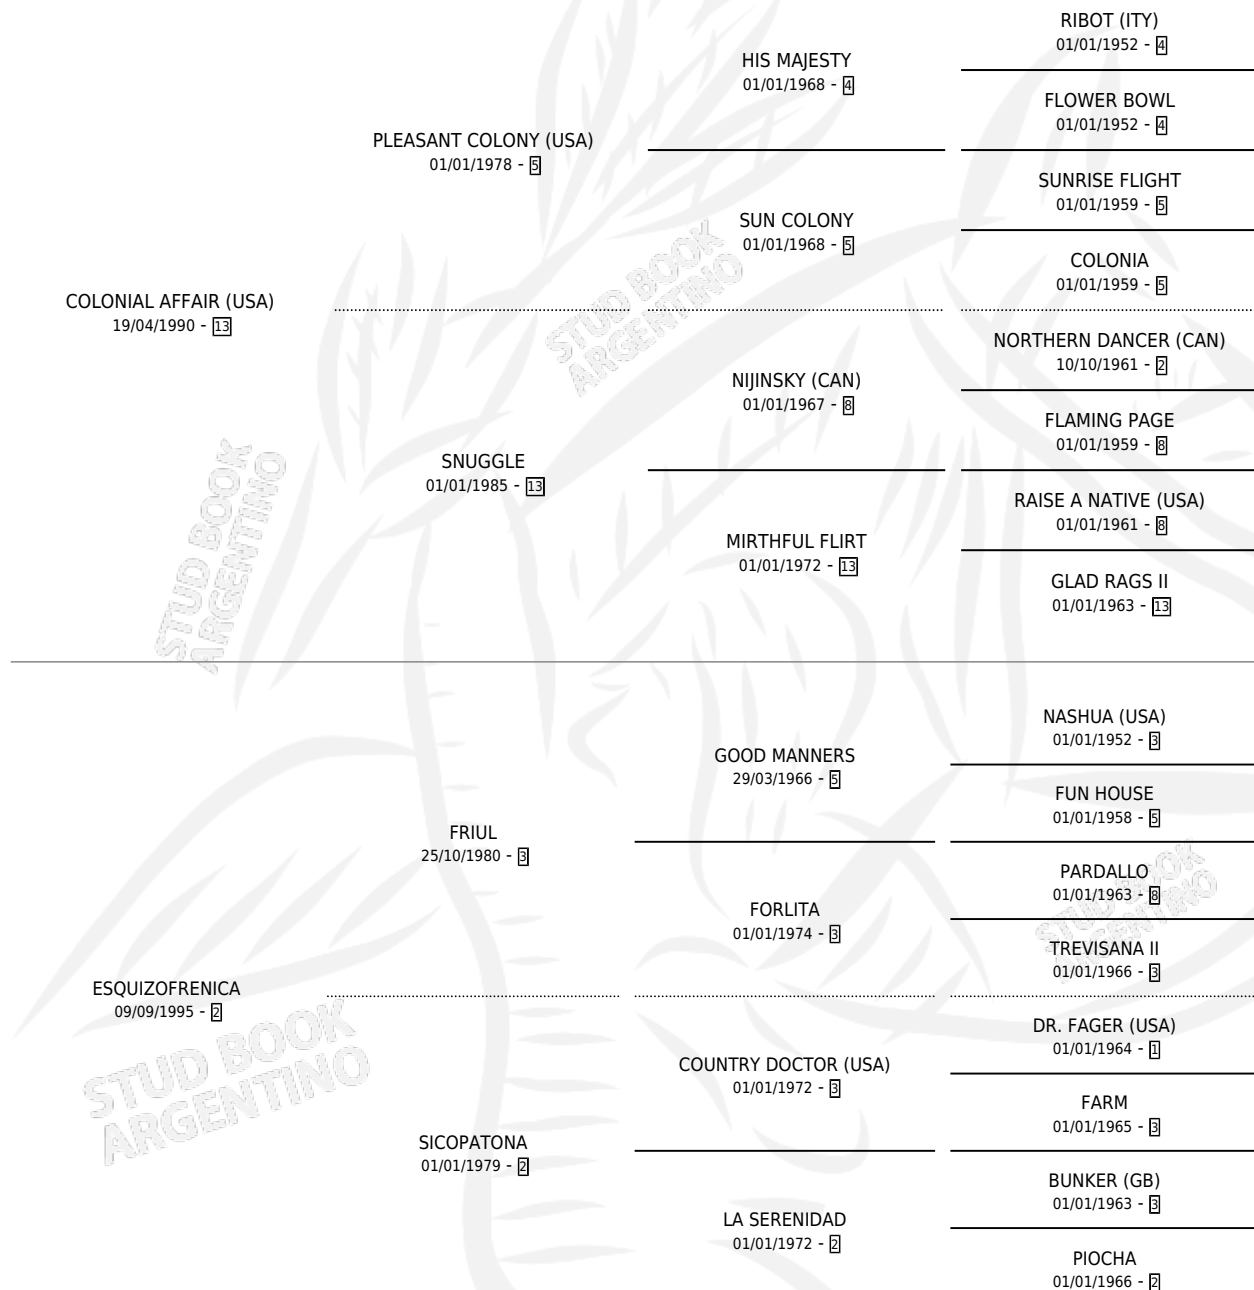 RIBOT (ITY)
01/01/1952 - 4
HIS MAJESTY
01/01/1968 - 4
FLOWER BOWL
01/01/1952 - 4
PLEASANT COLONY (USA)
01/01/1978 - 5
SUNRISE FLIGHT
01/01/1959 - 5
SUN COLONY
01/01/1968 - 5
COLONIA
01/01/1959 - 5
COLONIAL AFFAIR (USA)
19/04/1990 - 13
NORTHERN DANCER (CAN)
10/10/1961 - 2
NIJINSKY (CAN)
01/01/1967 - 8
FLAMING PAGE
01/01/1959 - 8
SNUGGLE
01/01/1985 - 13
RAISE A NATIVE (USA)
01/01/1961 - 8
MIRTHFUL FLIRT
01/01/1972 - 13
GLAD RAGS II
01/01/1963 - 13
NASHUA (USA)
01/01/1952 - 3
GOOD MANNERS
29/03/1966 - 5
FUN HOUSE
01/01/1958 - 5
FRIUL
25/10/1980 - 3
PARDALLO
01/01/1963 - 8
FORLITA
01/01/1974 - 3
TREVISANA II
01/01/1966 - 3
ESQUIZOFRENICA
09/09/1995 - 2
DR. FAGER (USA)
01/01/1964 - 1
COUNTRY DOCTOR (USA)
01/01/1972 - 3
FARM
01/01/1965 - 3
SICOPATONA
01/01/1979 - 2
BUNKER (GB)
01/01/1963 - 3
LA SERENIDAD
01/01/1972 - 2
PIOCHA
01/01/1966 - 2
STUD BOOK
ARGENTINO
STUD BOOK
ARGENTINO
STUD BOOK
ARGENTINO
STUD BOOK
ARGENTINO